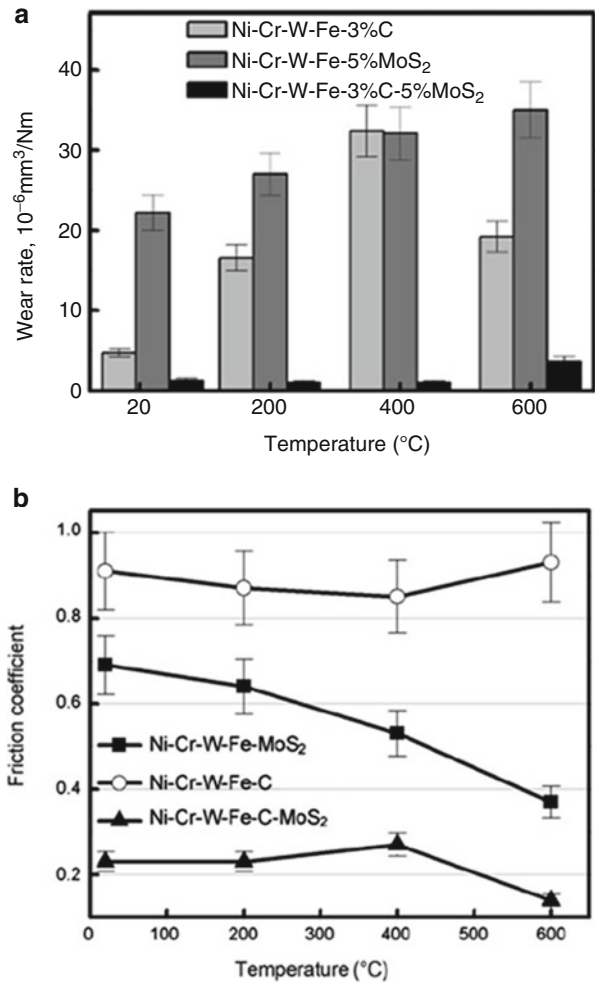 a
Ni-Cr-W-Fe-3%C
Ni-Cr-W-Fe-5%MoS₂
Ni-Cr-W-Fe-3%C-5%MoS₂
Wear rate, 10⁻⁶mm³/Nm
40
30
20
10
0
20 200 400 600
Temperature (°C)
b
Friction coefficient
1.0
0.8
0.6
0.4
0.2
Ni-Cr-W-Fe-MoS₂
Ni-Cr-W-Fe-C
Ni-Cr-W-Fe-C-MoS₂
0 100 200 300 400 500 600
Temperature (°C)